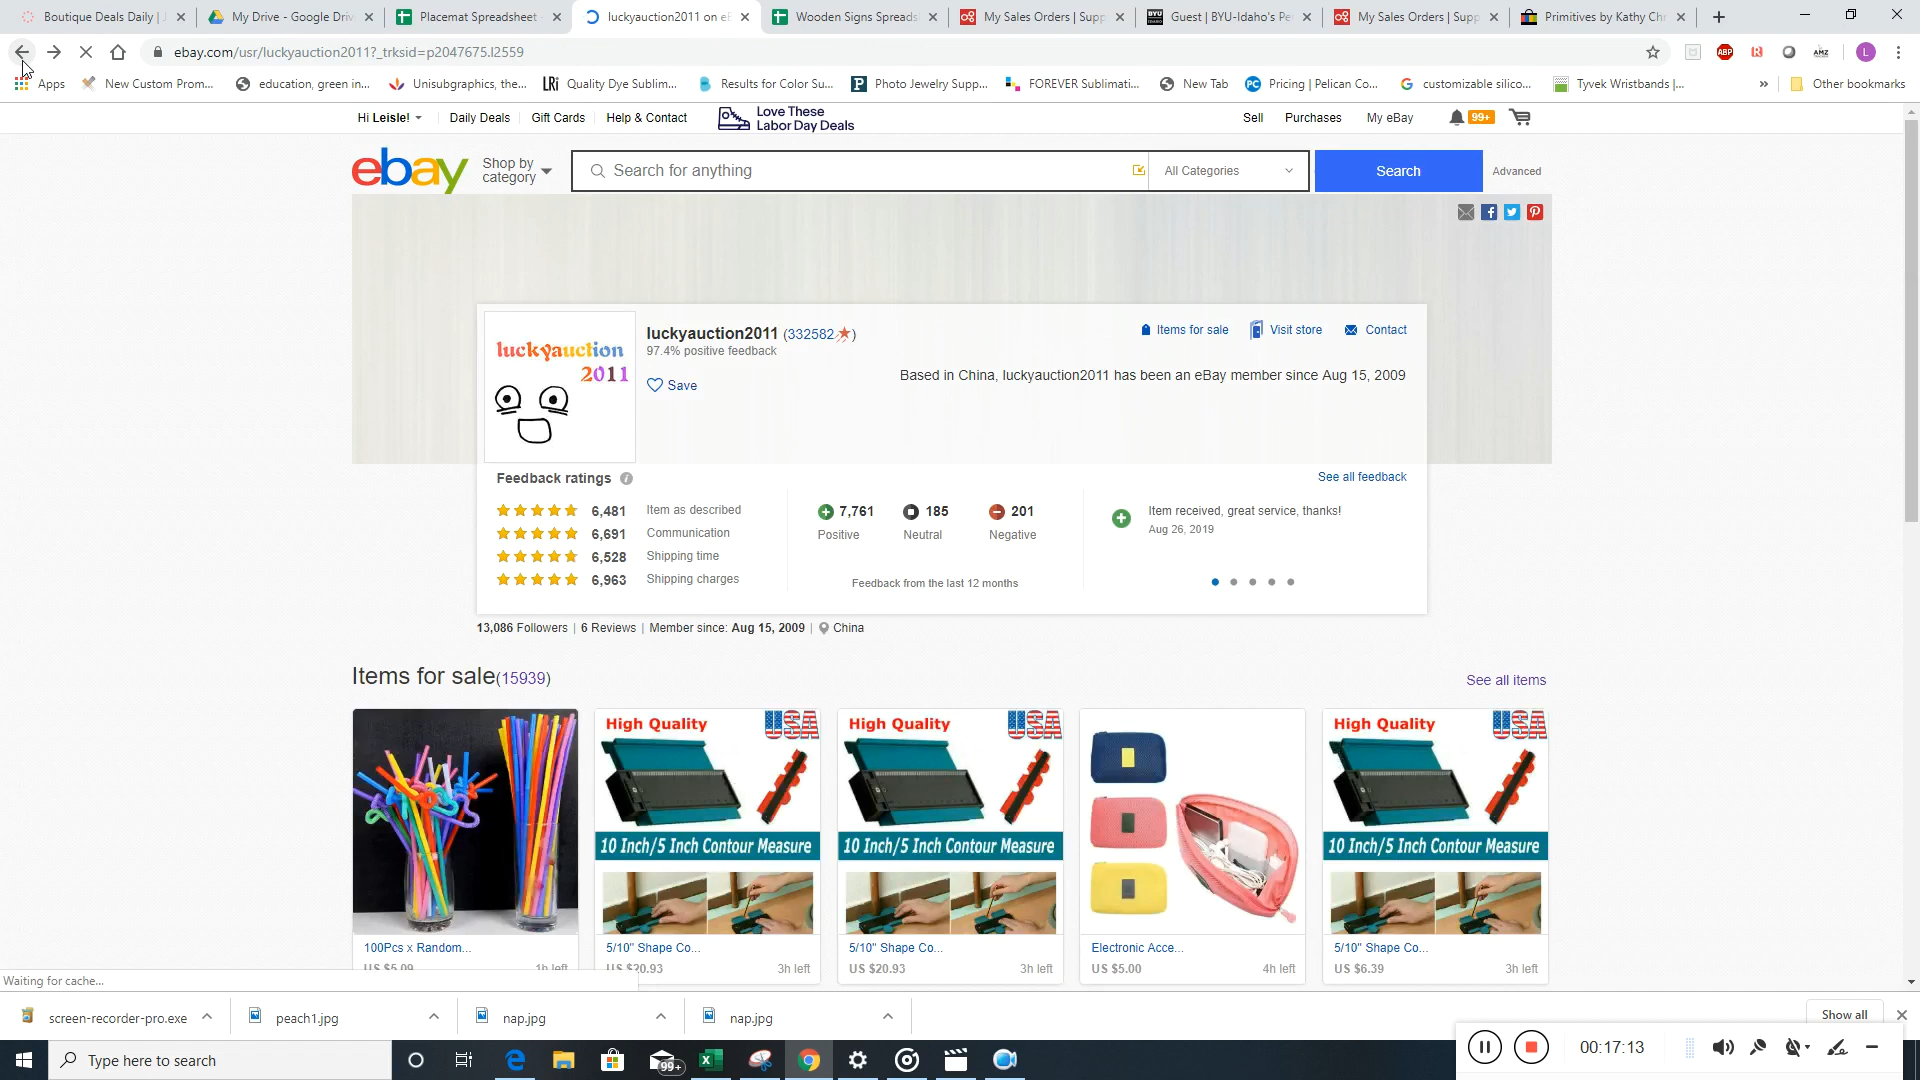 Boutique Deals Daily | J
My Drive - Google Driv
Placemat Spreadsheet
luckyauction2011 on eB
Wooden Signs Spreads
My Sales Orders | Supp
BYU
Guest | BYU-Idaho's Pe
My Sales Orders | Supp
Primitives by Kathy Ch
ebay.com/usr/luckyauction2011?_trksid=p2047675.l2559
ABP
AMZ
L
Apps
New Custom Prom...
education, green in...
Unisubgraphics, the...
LRi Quality Dye Sublim...
Results for Color Su...
P Photo Jewelry Supp...
FOREVER Sublimati...
New Tab
PC Pricing | Pelican Co...
G customizable silico...
Tyvek Wristbands |...
»
Other bookmarks
Hi Leisle!
Daily Deals
Gift Cards
Help & Contact
Love These
Labor Day Deals
Sell
Purchases
My eBay
99+
ebay
Shop by
category
Search for anything
All Categories
Search
Advanced
luckyauction
2011
luckyauction2011 (332582)
97.4% positive feedback
Save
Items for sale
Visit store
Contact
Based in China, luckyauction2011 has been an eBay member since Aug 15, 2009
Feedback ratings
See all feedback
6,481 Item as described
6,691 Communication
6,528 Shipping time
6,963 Shipping charges
7,761
Positive
185
Neutral
201
Negative
Feedback from the last 12 months
Item received, great service, thanks!
Aug 26, 2019
13,086 Followers | 6 Reviews | Member since: Aug 15, 2009 | China
Items for sale(15939)
See all items
High Quality USA
10 Inch/5 Inch Contour Measure
High Quality USA
10 Inch/5 Inch Contour Measure
High Quality USA
10 Inch/5 Inch Contour Measure
100Pcs x Random...
US $5.09 1h left
5/10" Shape Co...
US $20.93 3h left
5/10" Shape Co...
US $20.93 3h left
Electronic Acce...
US $5.00 4h left
5/10" Shape Co...
US $6.39 3h left
Waiting for cache...
screen-recorder-pro.exe
peach1.jpg
nap.jpg
nap.jpg
Show all
Type here to search
99+
00:17:13